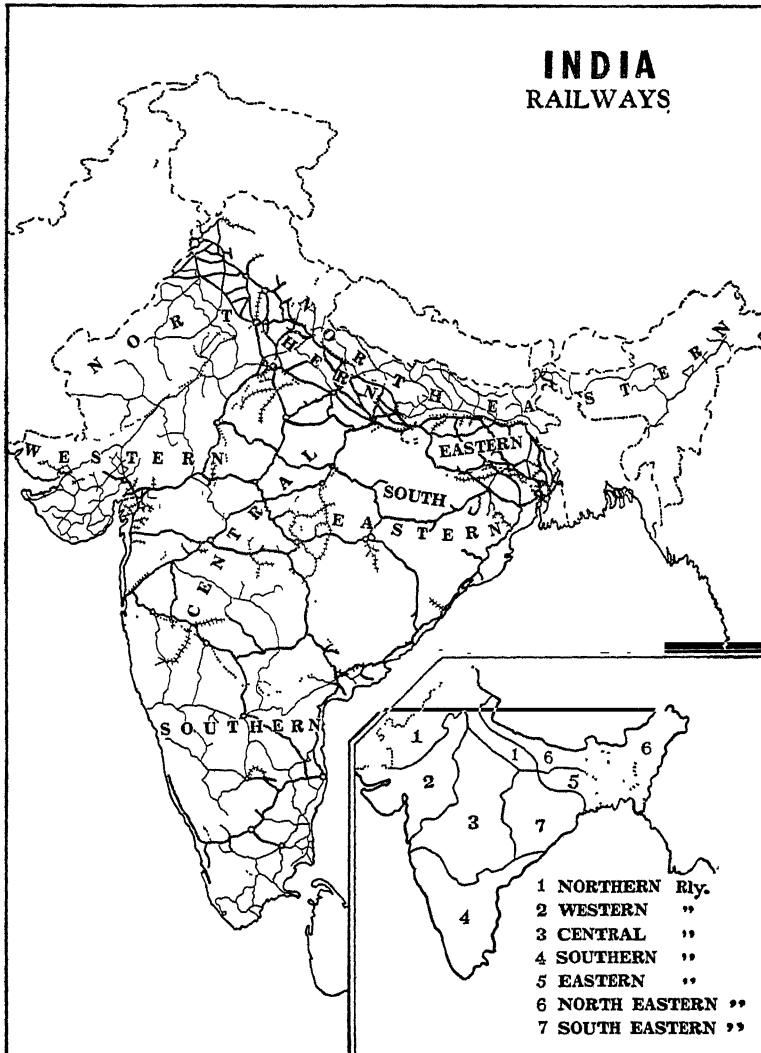 INDIA
RAILWAYS
NORTHERN
NORTH EASTERN
WESTERN
EASTERN
CENTRAL
SOUTH
EASTERN
SOUTHERN
1
1
6
6
5
2
3
7
4
1 NORTHERN Rly.
2 WESTERN ”
3 CENTRAL ”
4 SOUTHERN ”
5 EASTERN ”
6 NORTH EASTERN ”
7 SOUTH EASTERN ”